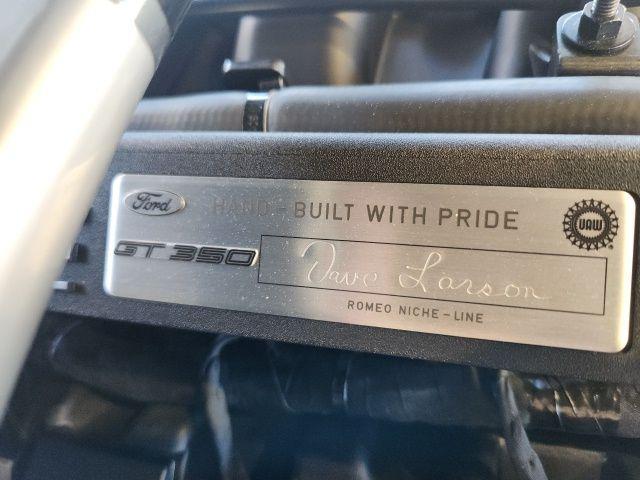 Ford
HAND-BUILT WITH PRIDE
UAW
GT350
Dave Larson
ROMEO NICHE-LINE